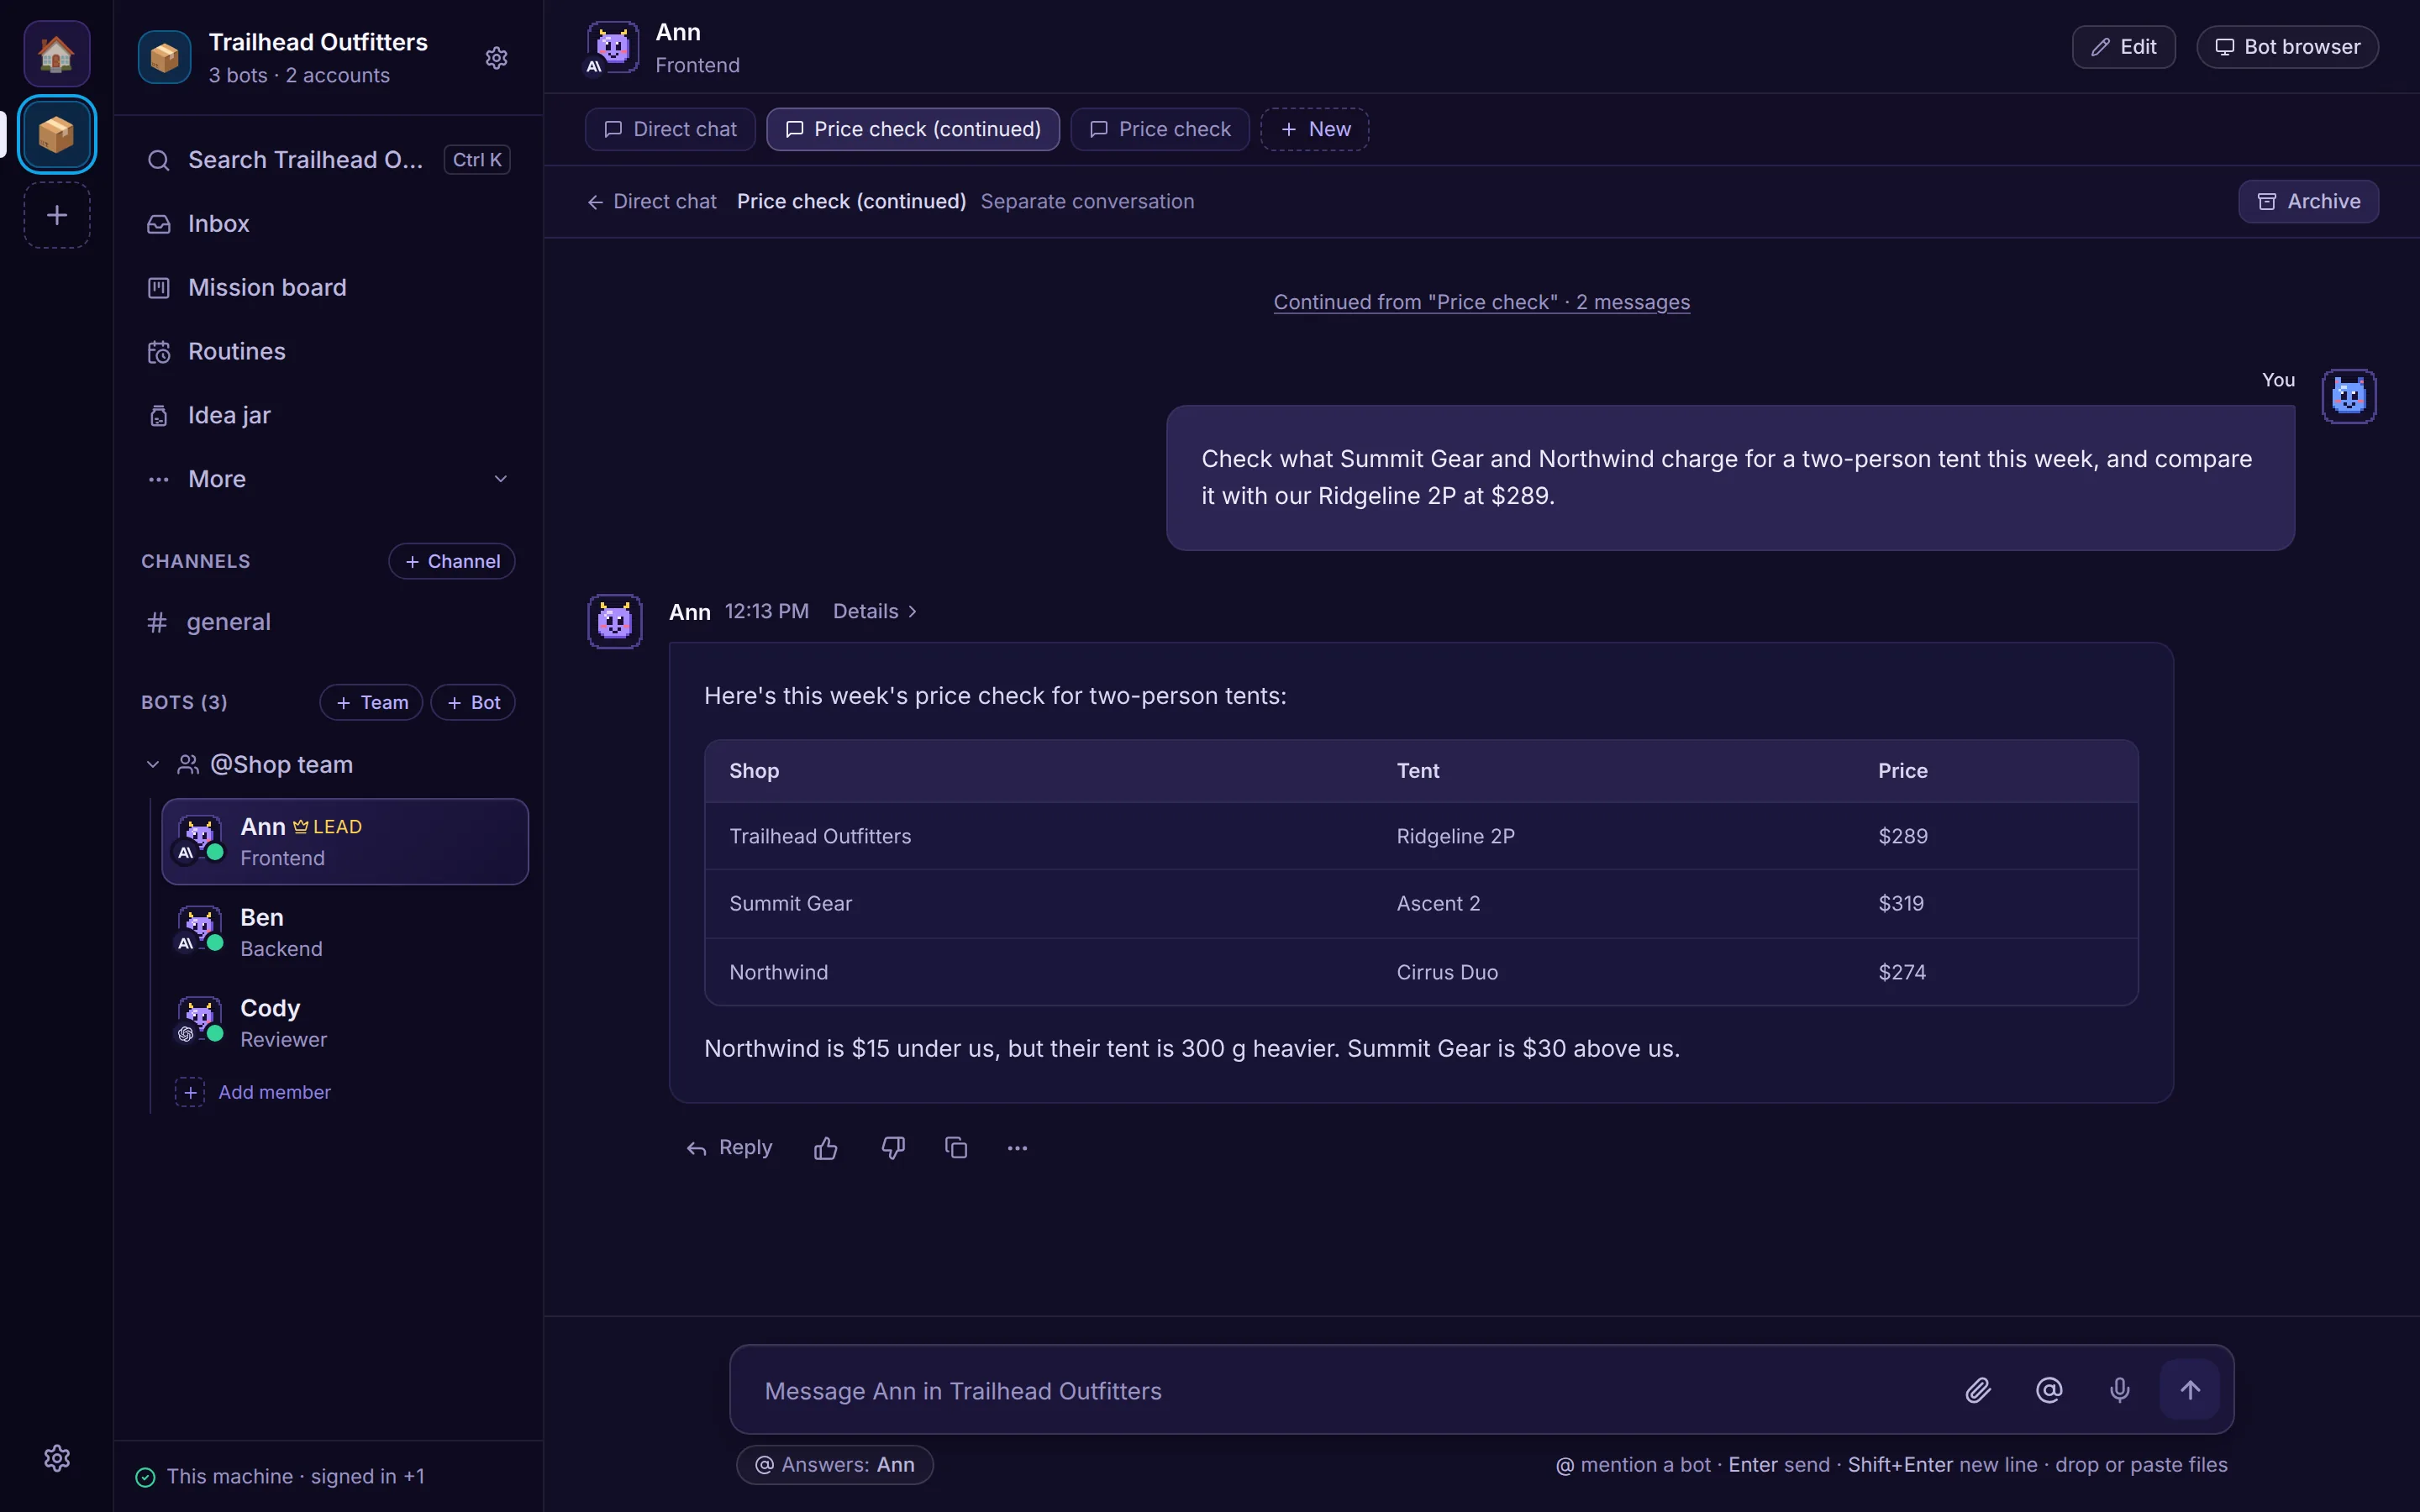 Trailhead Outfitters
3 bots · 2 accounts
Search Trailhead O...
Ctrl K
Inbox
Mission board
Routines
Idea jar
More
CHANNELS
+ Channel
# general
BOTS (3)
+ Team
+ Bot
@Shop team
Ann LEAD
Frontend
Ben
Backend
Cody
Reviewer
+ Add member
This machine · signed in +1
Ann
Frontend
Edit
Bot browser
Direct chat
Price check (continued)
Price check
+ New
← Direct chat
Price check (continued)
Separate conversation
Archive
Continued from "Price check" · 2 messages
You
Check what Summit Gear and Northwind charge for a two-person tent this week, and compare
it with our Ridgeline 2P at $289.
Ann 12:13 PM Details >
Here's this week's price check for two-person tents:
Shop Tent Price
Trailhead Outfitters Ridgeline 2P $289
Summit Gear Ascent 2 $319
Northwind Cirrus Duo $274
Northwind is $15 under us, but their tent is 300 g heavier. Summit Gear is $30 above us.
Reply
Message Ann in Trailhead Outfitters
@ Answers: Ann
@ mention a bot · Enter send · Shift+Enter new line · drop or paste files